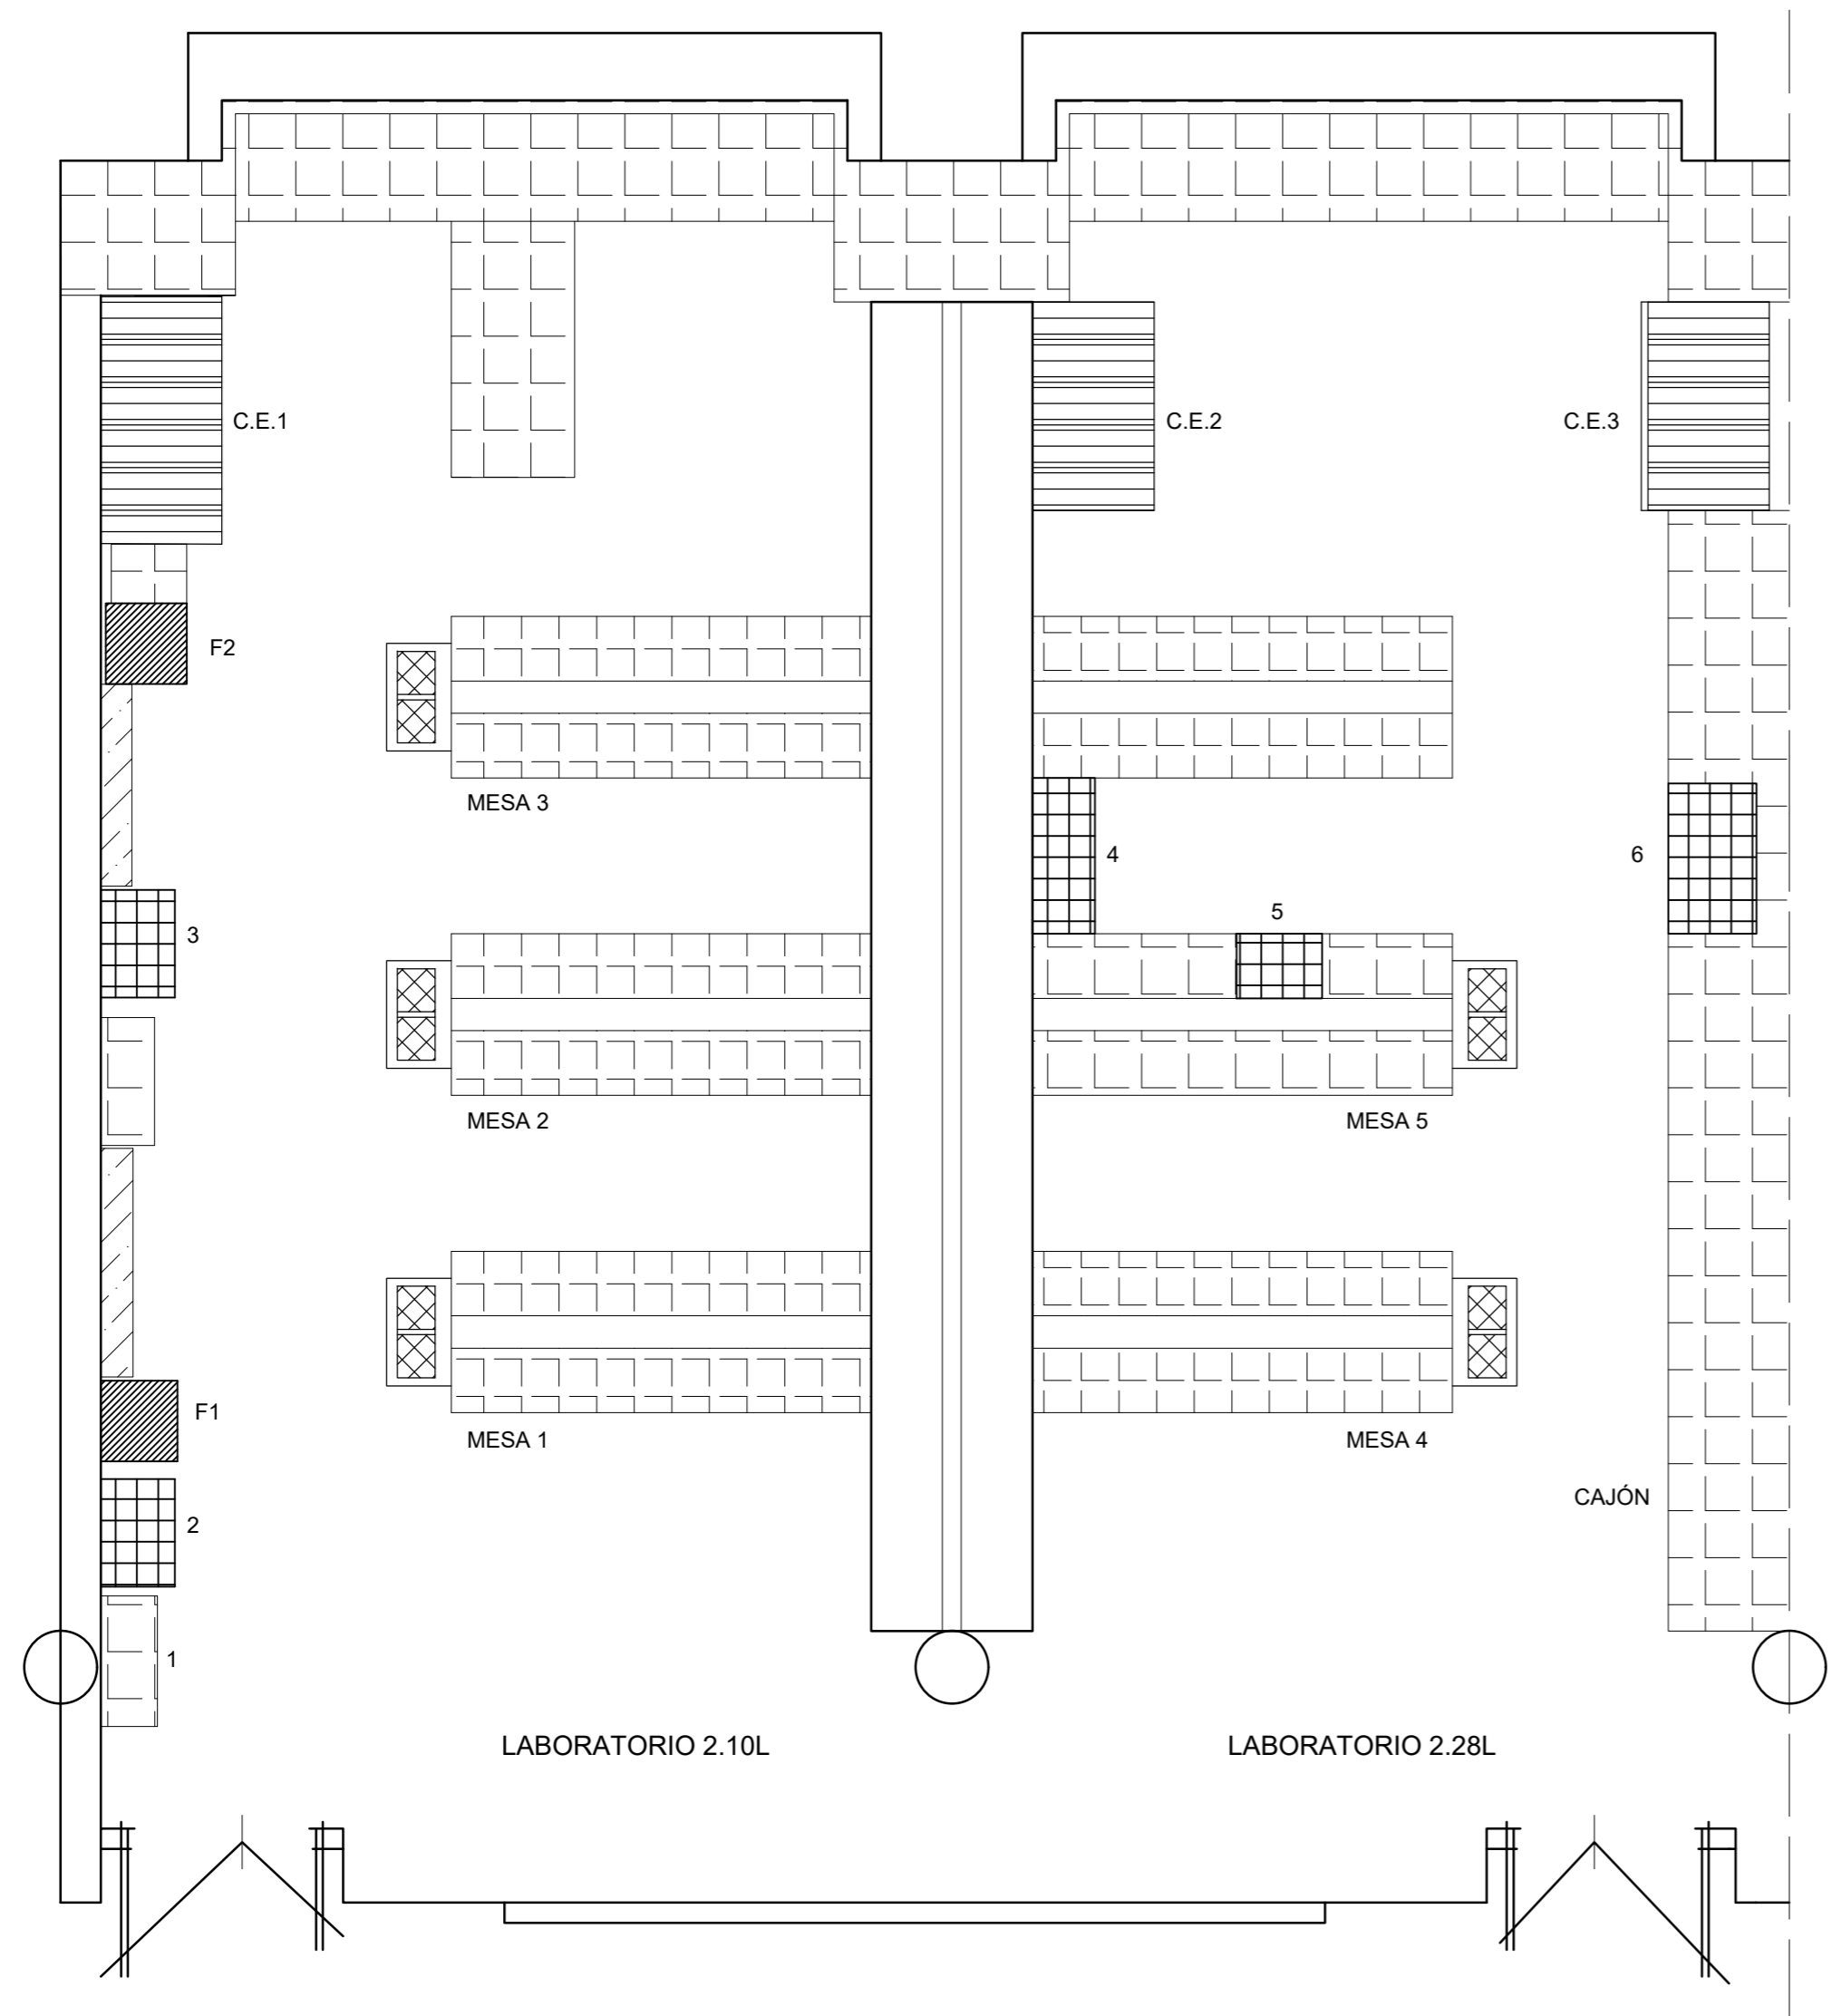 C.E.1
C.E.2
C.E.3
F2
MESA 3
4
6
5
3
MESA 2
MESA 5
F1
MESA 1
MESA 4
CAJÓN
2
1
LABORATORIO 2.10L
LABORATORIO 2.28L